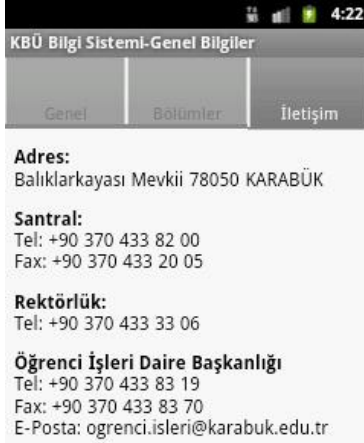 4:22
KBÜ Bilgi Sistemi-Genel Bilgiler
Genel Bölümler İletişim
Adres:
Balıklarkayası Mevkii 78050 KARABÜK
Santral:
Tel: +90 370 433 82 00
Fax: +90 370 433 20 05
Rektörlük:
Tel: +90 370 433 33 06
Öğrenci İşleri Daire Başkanlığı
Tel: +90 370 433 83 19
Fax: +90 370 433 83 70
E-Posta: ogrenci.isleri@karabuk.edu.tr